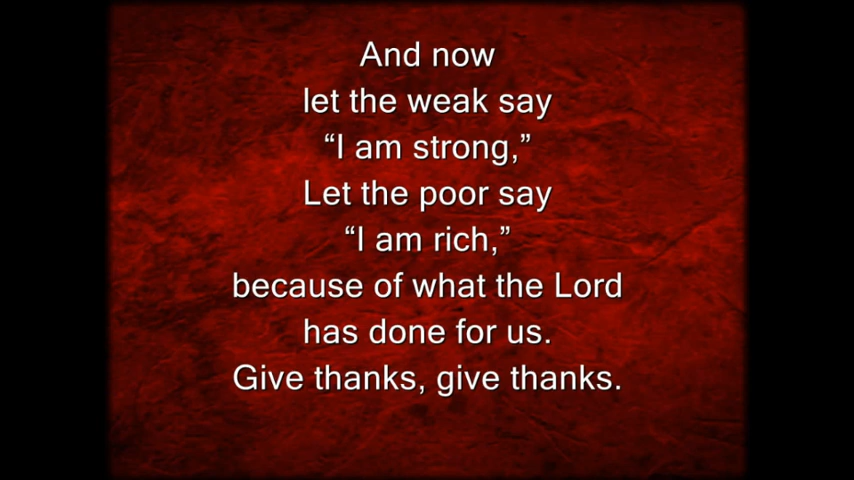 And now
let the weak say
“I am strong,”
Let the poor say
“I am rich,”
because of what the Lord
has done for us.
Give thanks, give thanks.